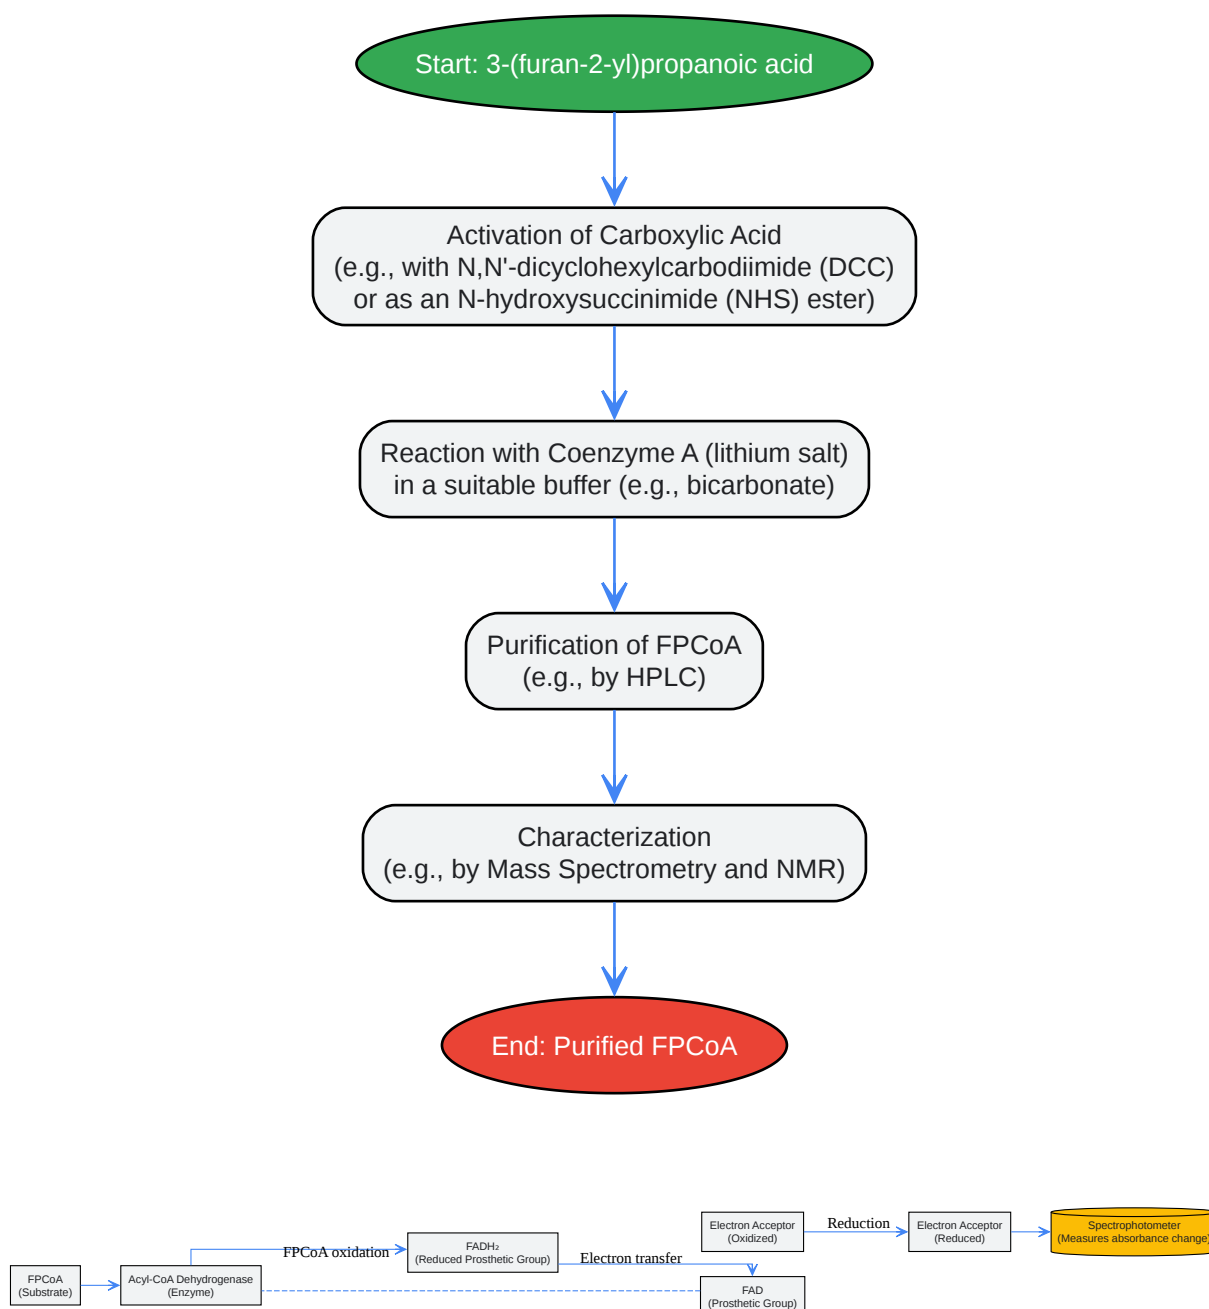 Start: 3-(furan-2-yl)propanoic acid
Activation of Carboxylic Acid
(e.g., with N,N'-dicyclohexylcarbodiimide (DCC)
or as an N-hydroxysuccinimide (NHS) ester)
Reaction with Coenzyme A (lithium salt)
in a suitable buffer (e.g., bicarbonate)
Purification of FPCoA
(e.g., by HPLC)
Characterization
(e.g., by Mass Spectrometry and NMR)
End: Purified FPCoA
FPCoA
(Substrate)
Acyl-CoA Dehydrogenase
(Enzyme)
FPCoA oxidation
FADH₂
(Reduced Prosthetic Group)
Electron transfer
FAD
(Prosthetic Group)
Electron Acceptor
(Oxidized)
Reduction
Electron Acceptor
(Reduced)
Spectrophotometer
(Measures absorbance change)